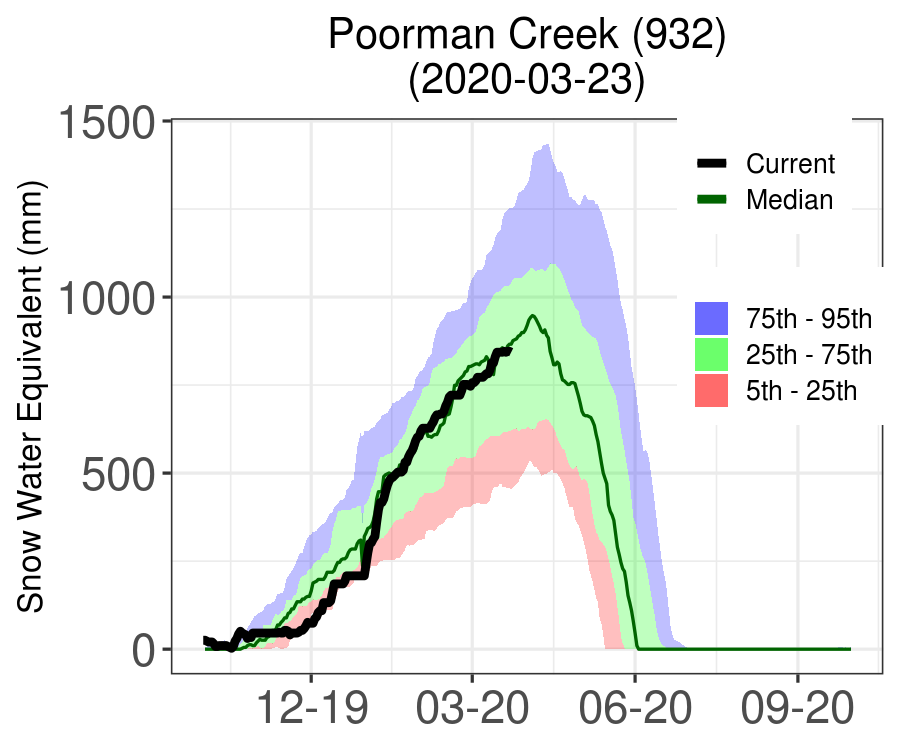 Poorman Creek (932)
(2020-03-23)
Snow Water Equivalent (mm)
1500
1000
500
0
Current
Median
75th - 95th
25th - 75th
5th - 25th
12-19 03-20 06-20 09-20